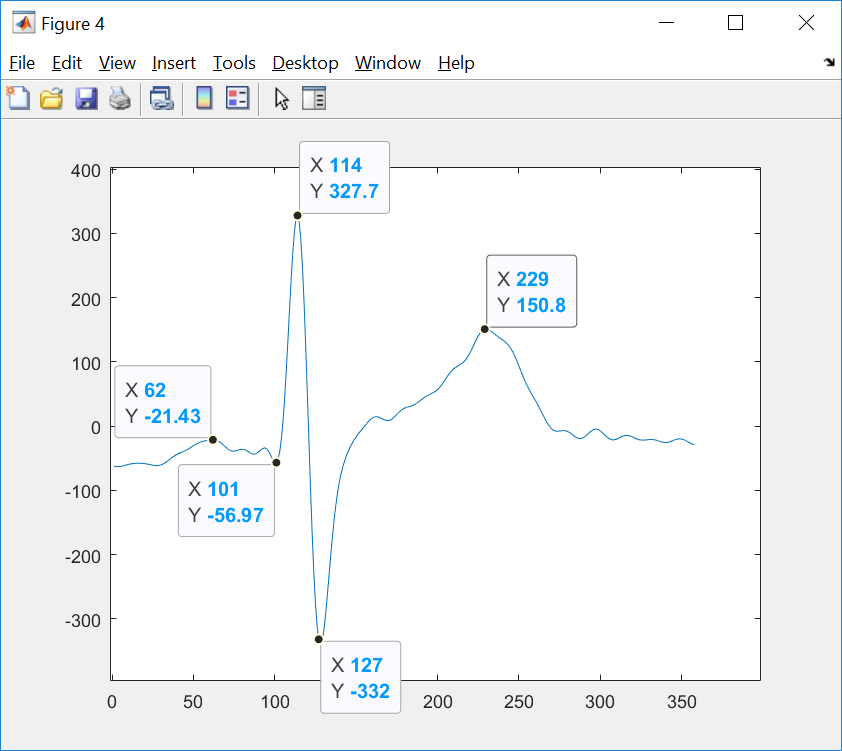 Figure 4
File Edit View Insert Tools Desktop Window Help
X 114
Y 327.7
X 229
Y 150.8
X 62
Y -21.43
X 101
Y -56.97
X 127
Y -332
400
300
200
100
0
-100
-200
-300
0 50 100 200 250 300 350